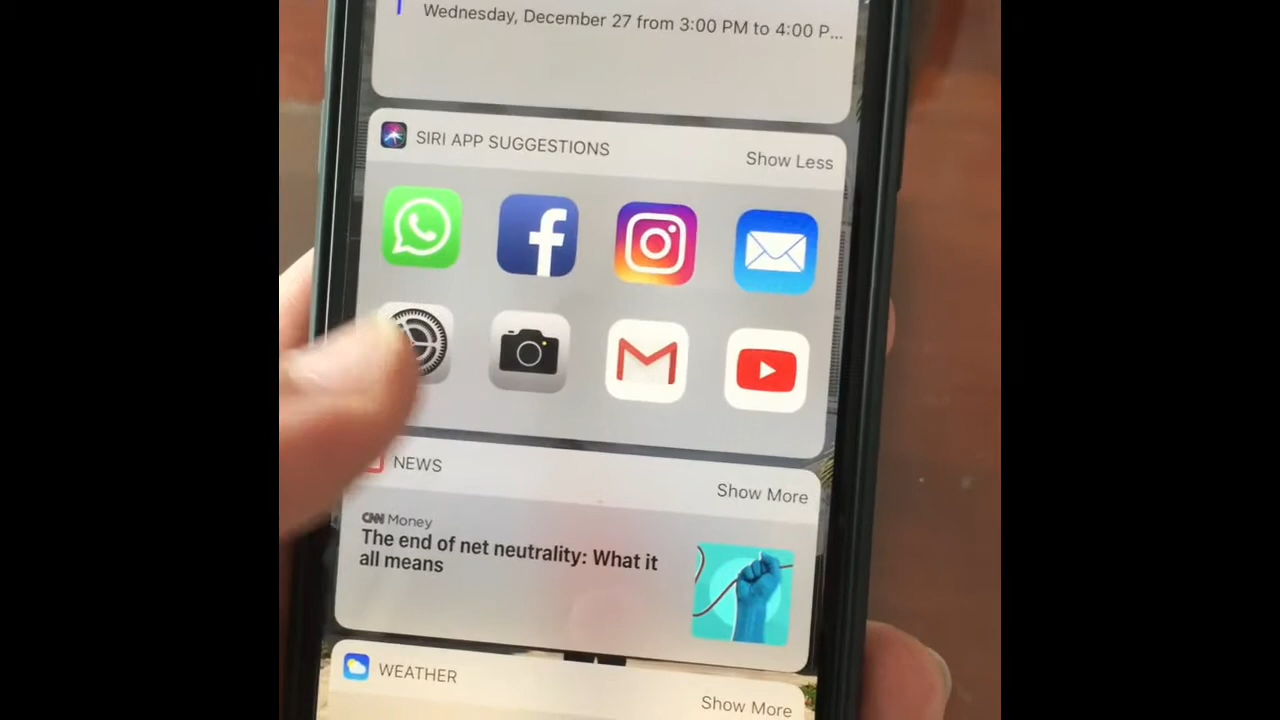 Wednesday, December 27 from 3:00 PM to 4:00 P...
SIRI APP SUGGESTIONS
Show Less
NEWS
Show More
CNN Money
The end of net neutrality: What it
all means
WEATHER
Show More